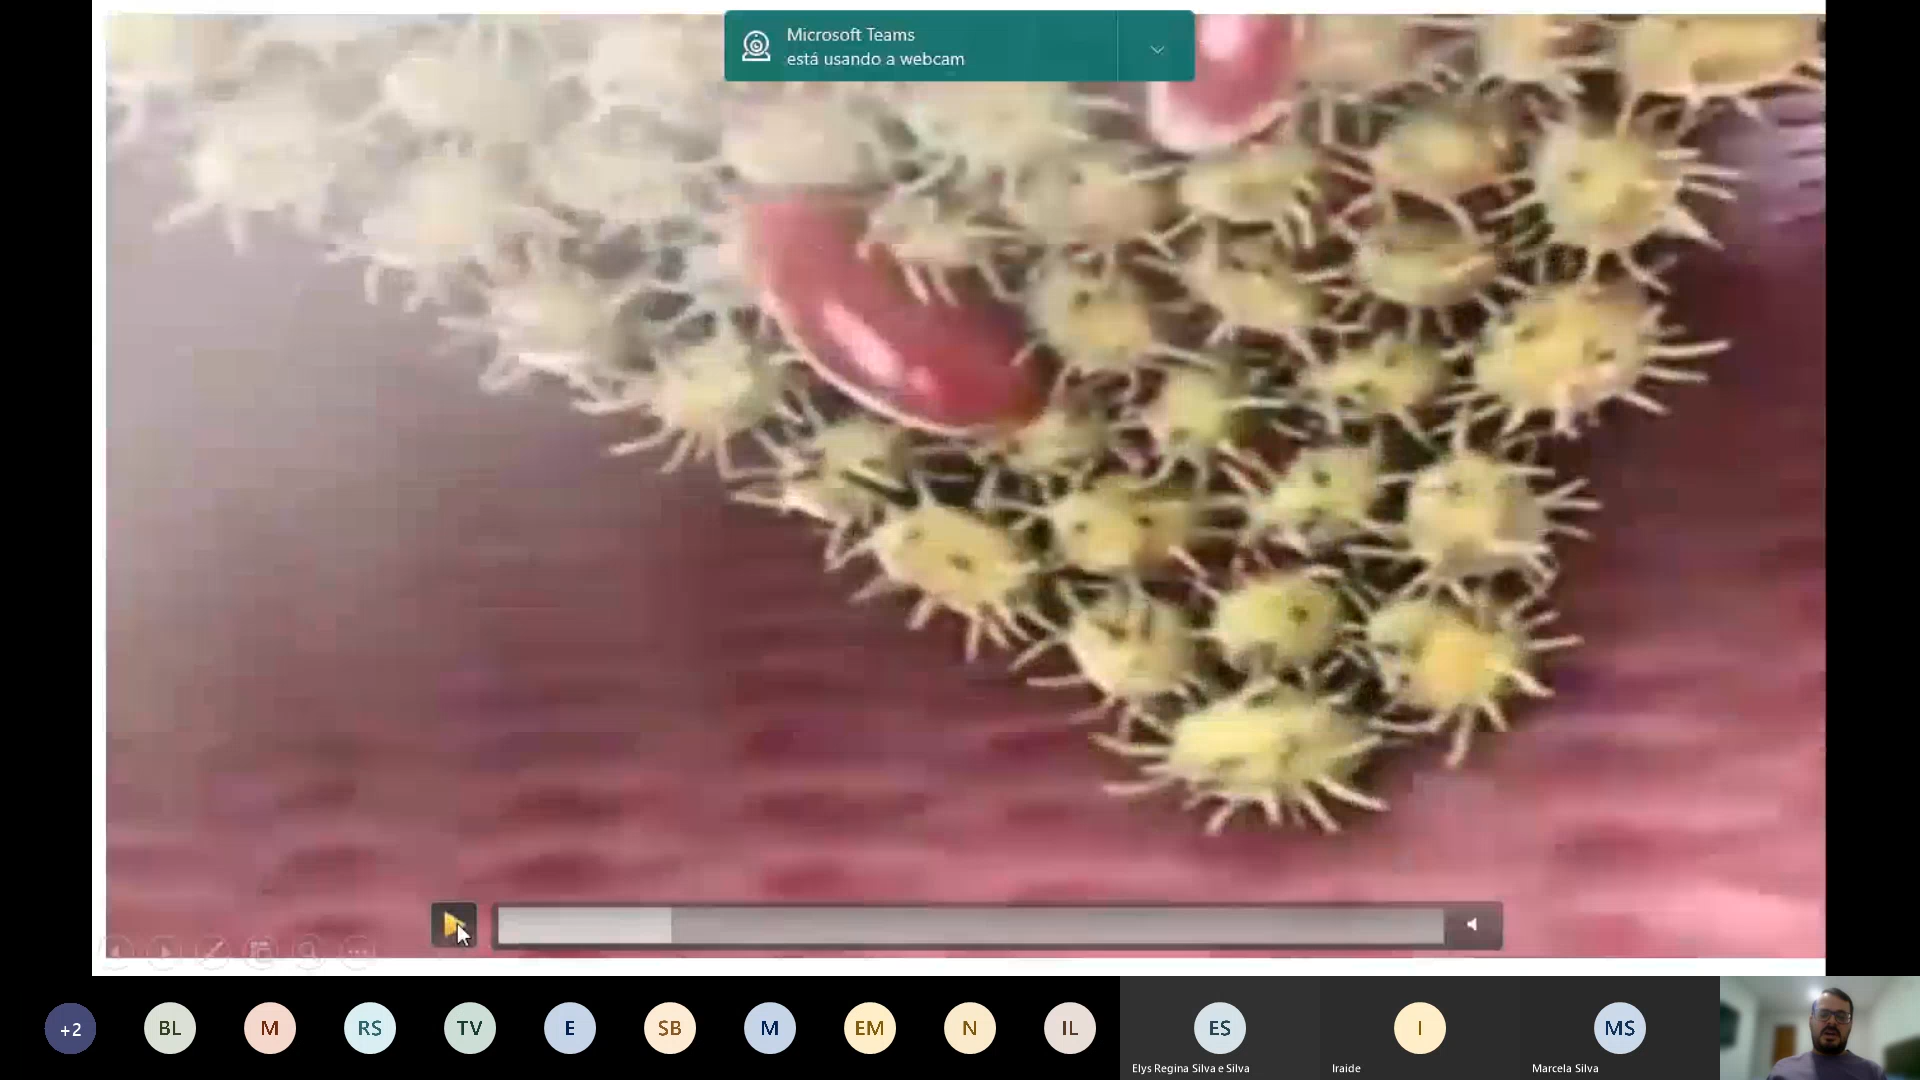 Microsoft Teams
está usando a webcam
+2
BL
M
RS
TV
E
SB
M
EM
N
IL
ES
I
MS
Elys Regina Silva e Silva
Iraide
Marcela Silva